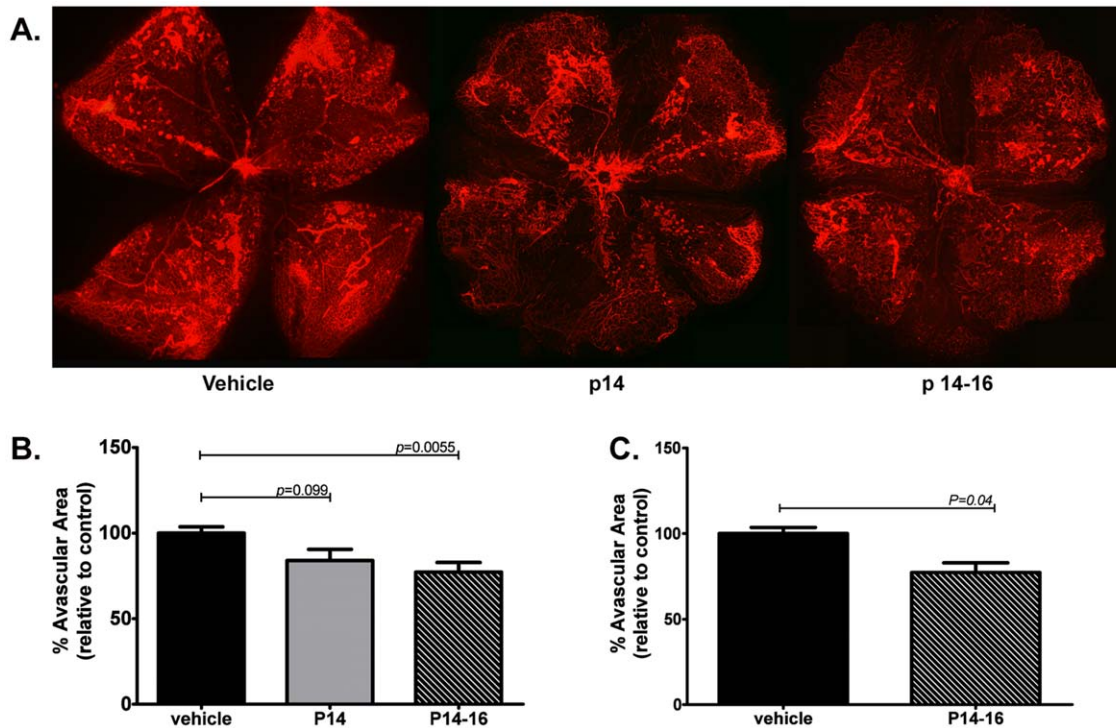 A.
Vehicle p14 p 14-16
B.
% Avascular Area
(relative to control)
150
100
50
0
p=0.0055
p=0.099
vehicle P14 P14-16
C.
% Avascular Area
(relative to control)
150
100
50
0
P=0.04
vehicle P14-16